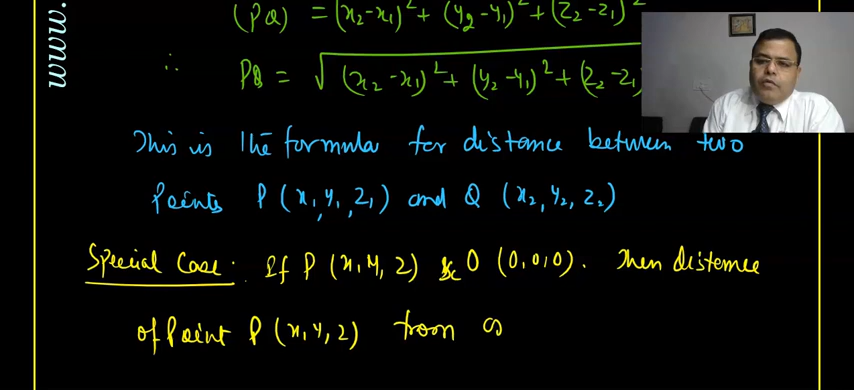 (PQ)² = (x₂-x₁)² + (y₂-y₁)² + (z₂-z₁)²
∴ PQ = √(x₂-x₁)² + (y₂-y₁)² + (z₂-z₁)
This is the formula for distance between two
Points P (x₁, y₁, z₁) and Q (x₂, y₂, z₂)
Special Case: If P (x, y, z) & O (0,0,0). Then distance
of Point P (x, y, z) from
www.